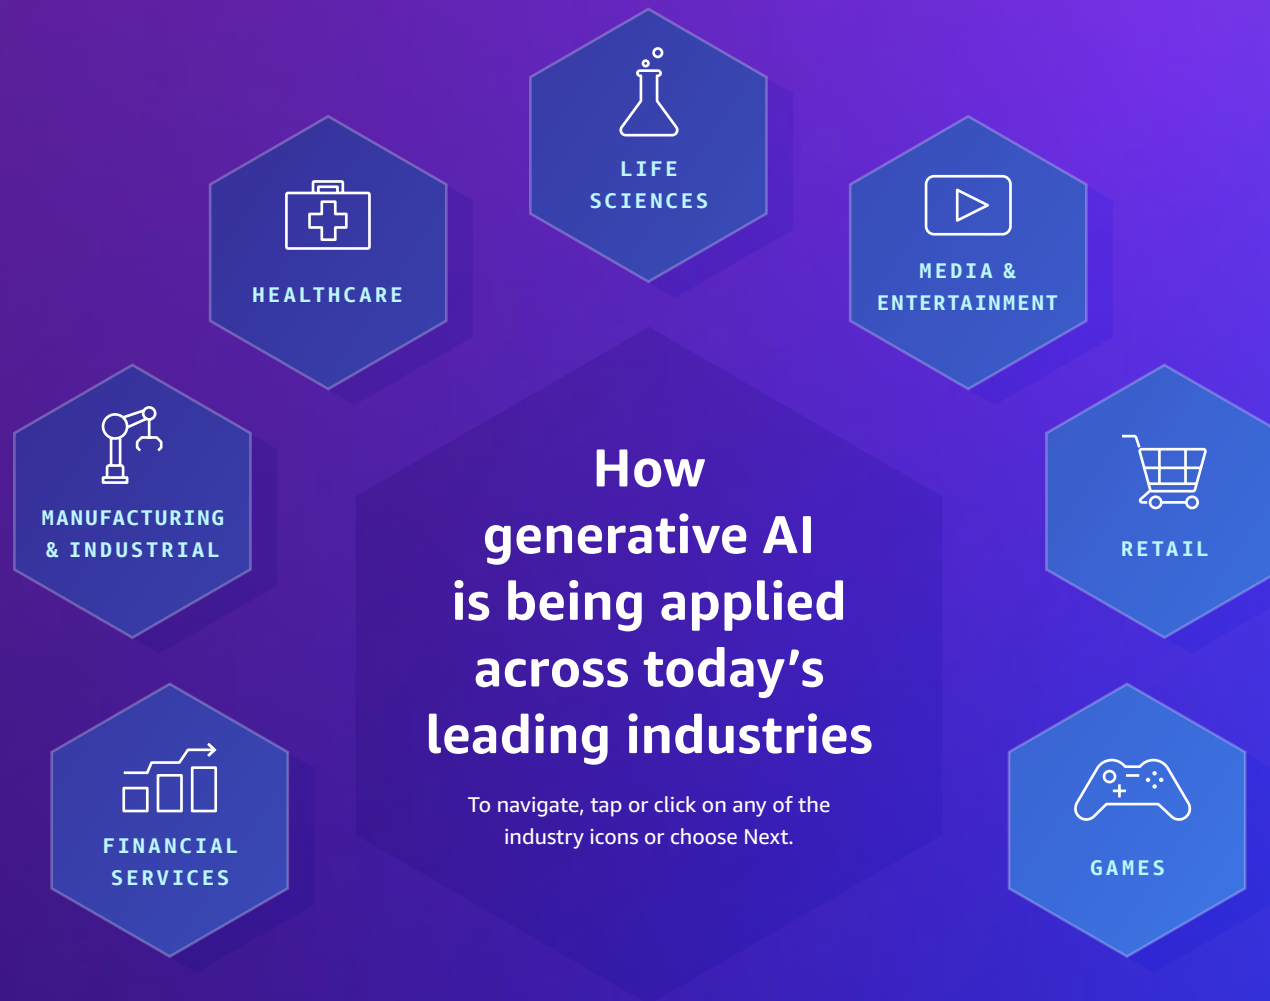 LIFE
SCIENCES
HEALTHCARE
MEDIA &
ENTERTAINMENT
MANUFACTURING
& INDUSTRIAL
RETAIL
How
generative AI
is being applied
across today’s
leading industries
To navigate, tap or click on any of the
industry icons or choose Next.
FINANCIAL
SERVICES
GAMES